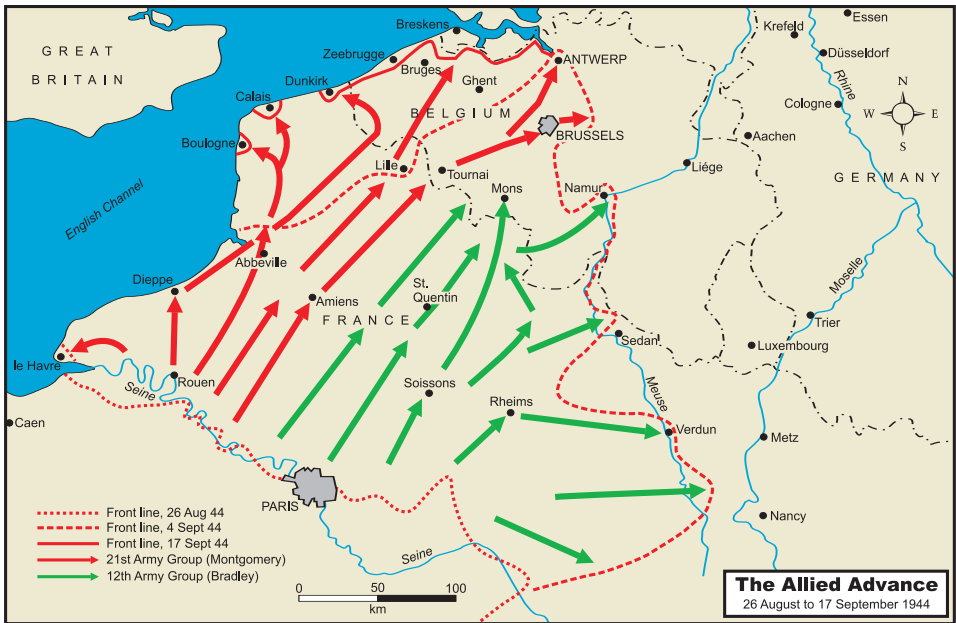 GREAT
BRITAIN
English Channel
Breskens
Zeebrugge
Bruges
Dunkirk
Calais
Boulogne
Ghent
ANTWERP
BELGIUM
BRUSSELS
Lille
Tournai
Mons
Namur
Liége
Aachen
Krefeld
Essen
Düsseldorf
Rhine
Cologne
N
W
E
S
GERMANY
Abbeville
Dieppe
Amiens
St.
Quentin
FRANCE
le Havre
Seine
Rouen
Caen
Soissons
Rheims
Sedan
Meuse
Verdun
Moselle
Trier
Luxembourg
Metz
Nancy
PARIS
Seine
Front line, 26 Aug 44
Front line, 4 Sept 44
Front line, 17 Sept 44
21st Army Group (Montgomery)
12th Army Group (Bradley)
0 50 100
km
The Allied Advance
26 August to 17 September 1944